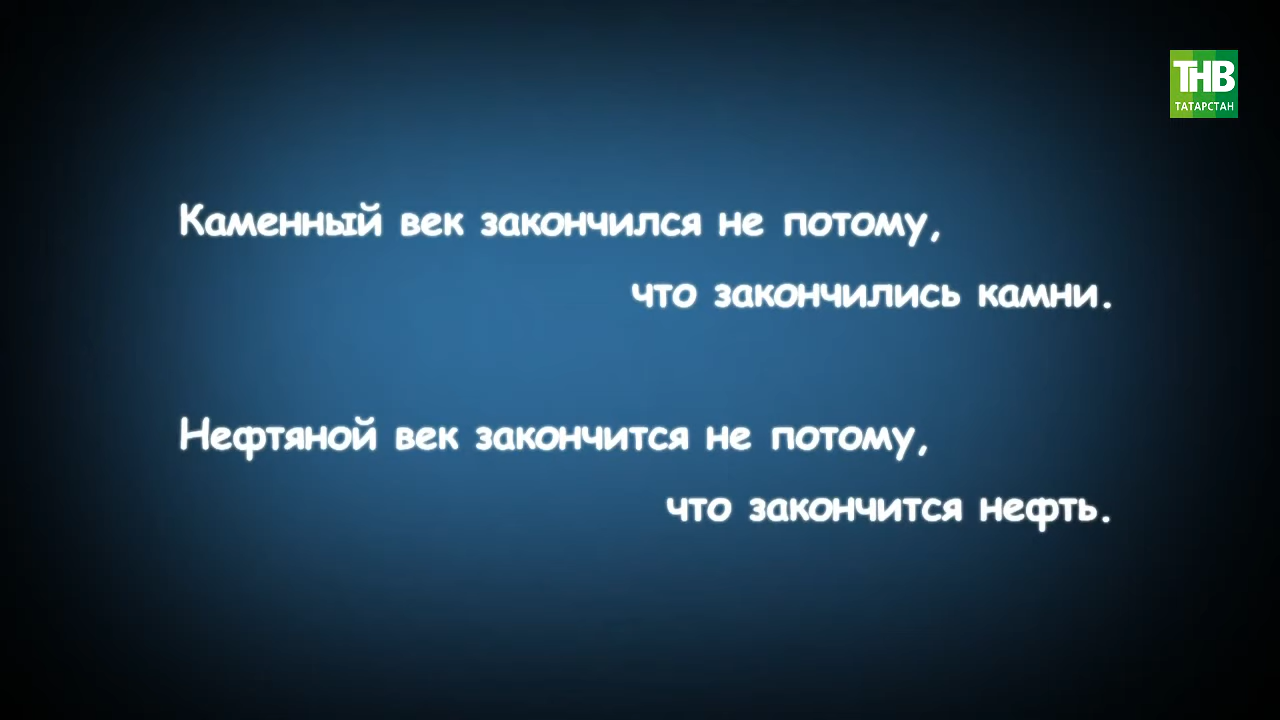 ТНВ
ТАТАРСТАН
Каменный век закончился не потому,
что закончились камни.
Нефтяной век закончится не потому,
что закончится нефть.